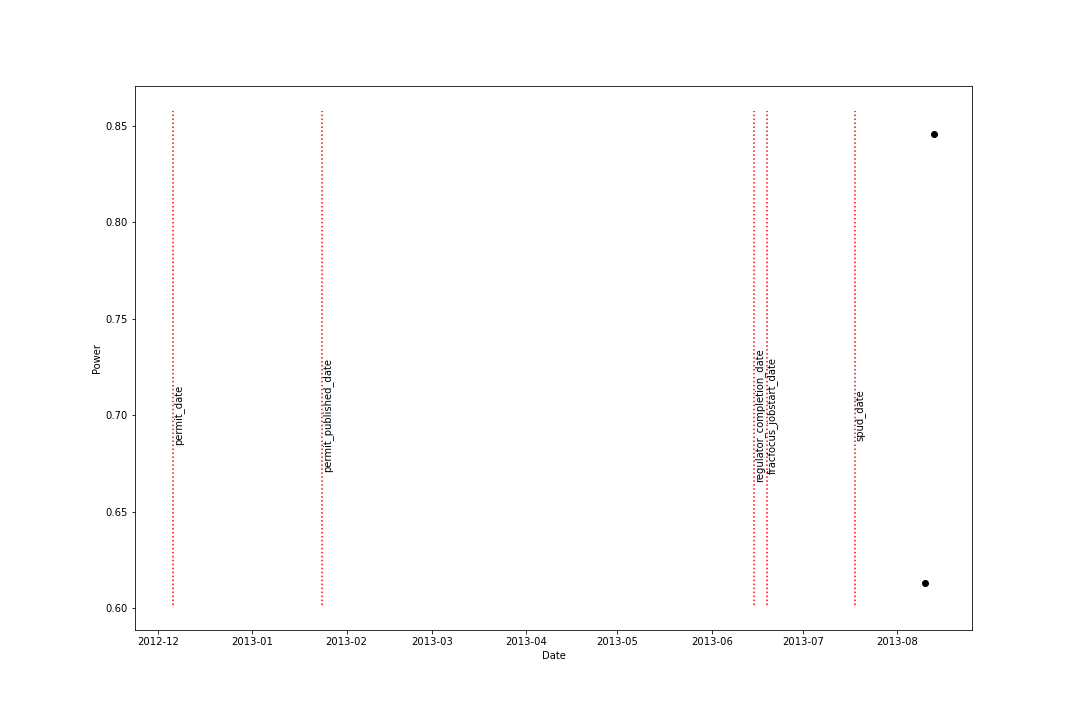 0.85
0.80
0.75
0.70
0.65
0.60
Power
permit_date
permit_published_date
regulator_completion_date
fracfocus_jobstart_date
spud_date
2012-12
2013-01
2013-02
2013-03
2013-04
2013-05
2013-06
2013-07
2013-08
Date